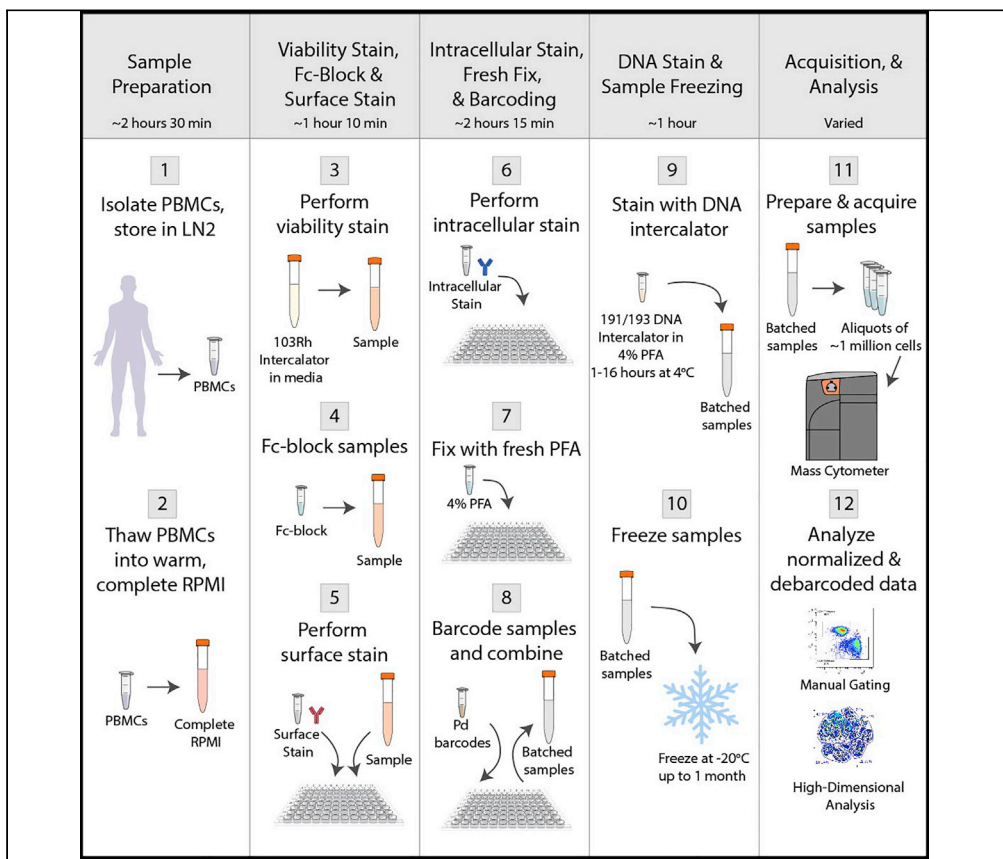 Sample
Preparation
~2 hours 30 min
Viability Stain,
Fc-Block &
Surface Stain
~1 hour 10 min
Intracellular Stain,
Fresh Fix,
& Barcoding
~2 hours 15 min
DNA Stain &
Sample Freezing
~1 hour
Acquisition, &
Analysis
Varied
1
Isolate PBMCs,
store in LN2
PBMCs
2
Thaw PBMCs
into warm,
complete RPMI
PBMCs
Complete
RPMI
3
Perform
viability stain
103Rh
Intercalator
in media
Sample
4
Fc-block samples
Fc-block
Sample
5
Perform
surface stain
Surface
Stain
Sample
6
Perform
intracellular stain
Intracellular
Stain
7
Fix with fresh PFA
4% PFA
8
Barcode samples
and combine
Pd
barcodes
Batched
samples
9
Stain with DNA
intercalator
191/193 DNA
Intercalator in
4% PFA
1-16 hours at 4ºC
Batched
samples
10
Freeze samples
Batched
samples
Freeze at -20ºC
up to 1 month
11
Prepare & acquire
samples
Batched
samples
Aliquots of
~1 million cells
Mass Cytometer
12
Analyze
normalized &
debarcoded data
Manual Gating
High-Dimensional
Analysis